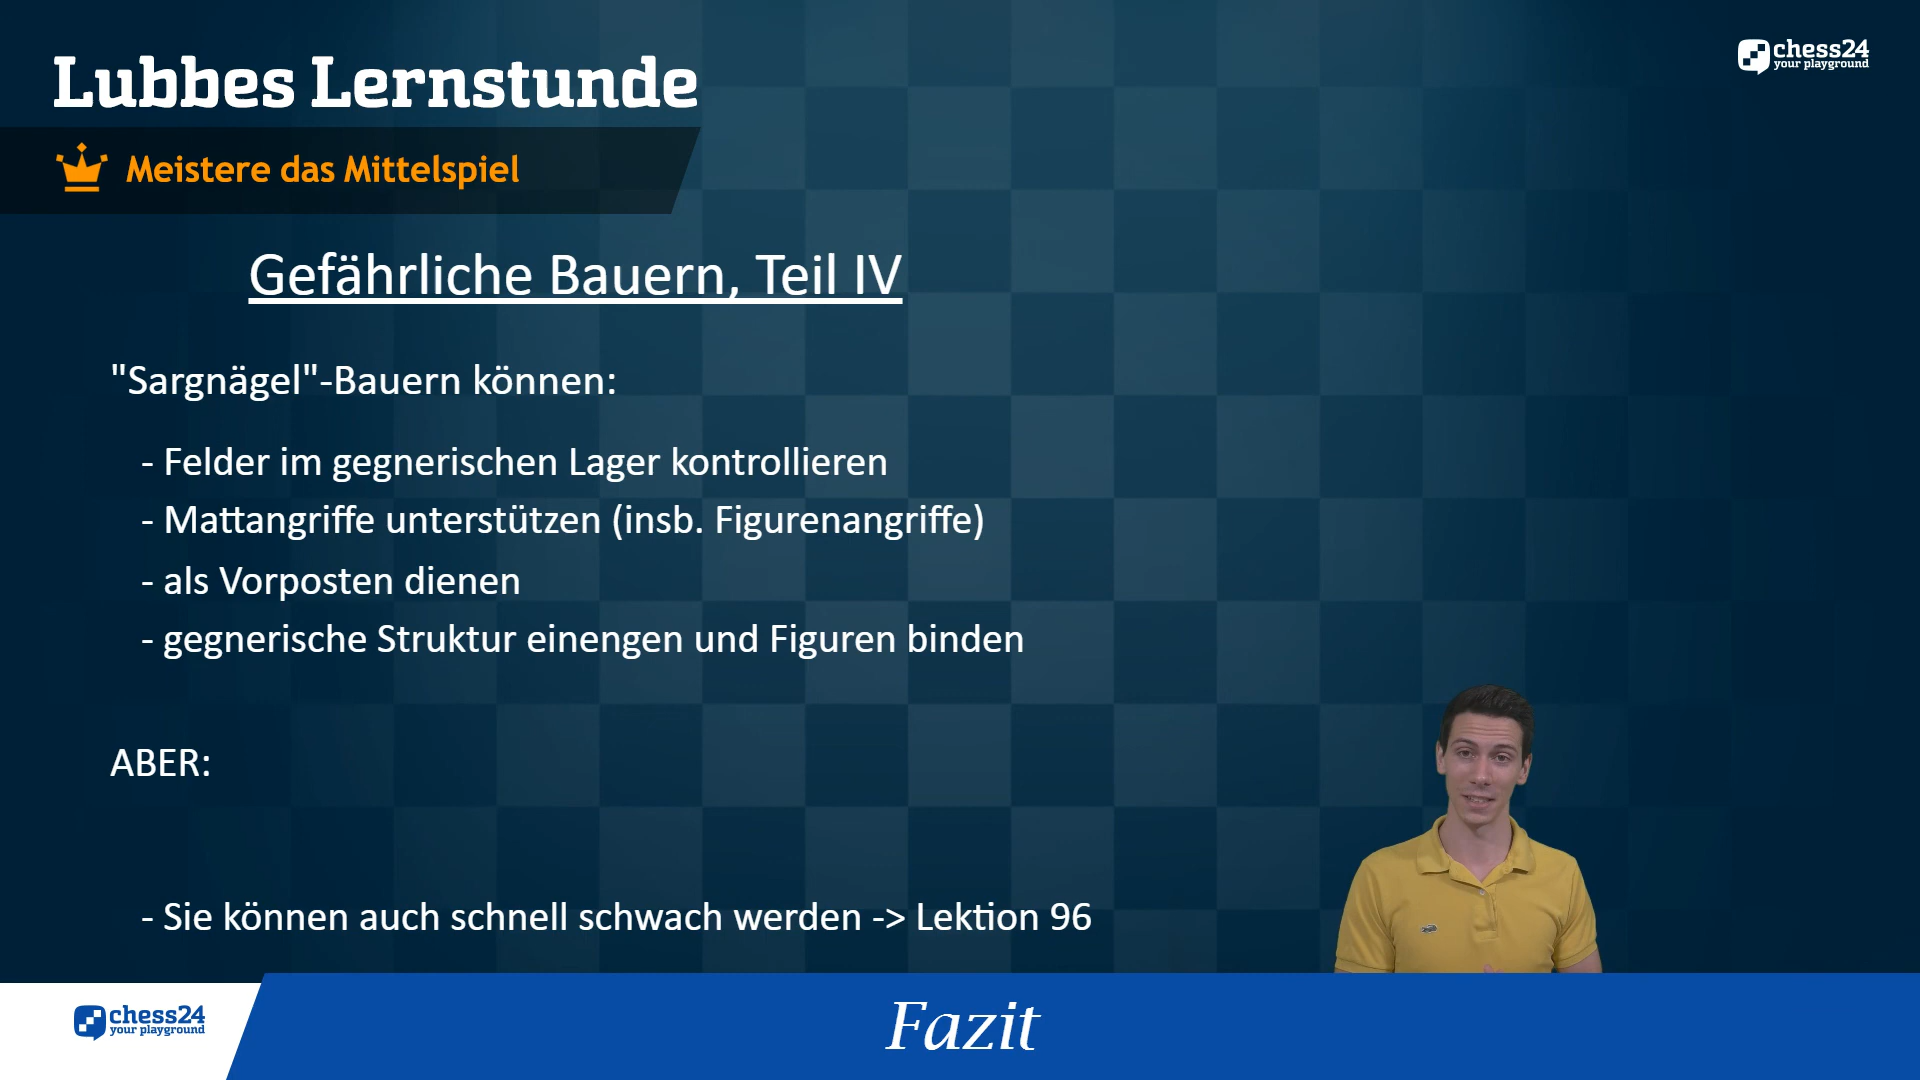 Lubbes Lernstunde
chess24
your playground
Meistere das Mittelspiel
Gefährliche Bauern, Teil IV
"Sargnägel"-Bauern können:
- Felder im gegnerischen Lager kontrollieren
- Mattangriffe unterstützen (insb. Figurenangriffe)
- als Vorposten dienen
- gegnerische Struktur einengen und Figuren binden
ABER:
- Sie können auch schnell schwach werden -> Lektion 96
chess24
your playground
Fazit